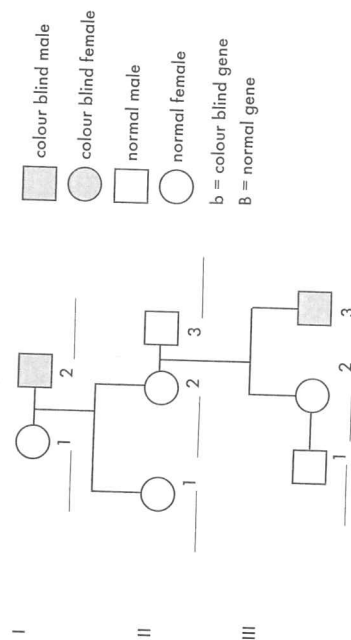 colour blind male
colour blind female
normal male
normal female
b = colour blind gene
B = normal gene
I
1
2
II
1
2
3
III
1
2
3